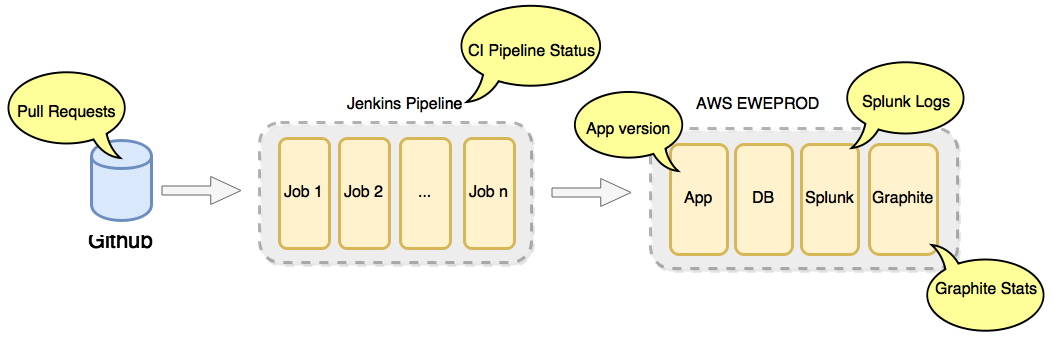 CI Pipeline Status
Pull Requests
Jenkins Pipeline
AWS EWEPROD
Splunk Logs
App version
Job 1
Job 2
...
Job n
App
DB
Splunk
Graphite
Github
Graphite Stats